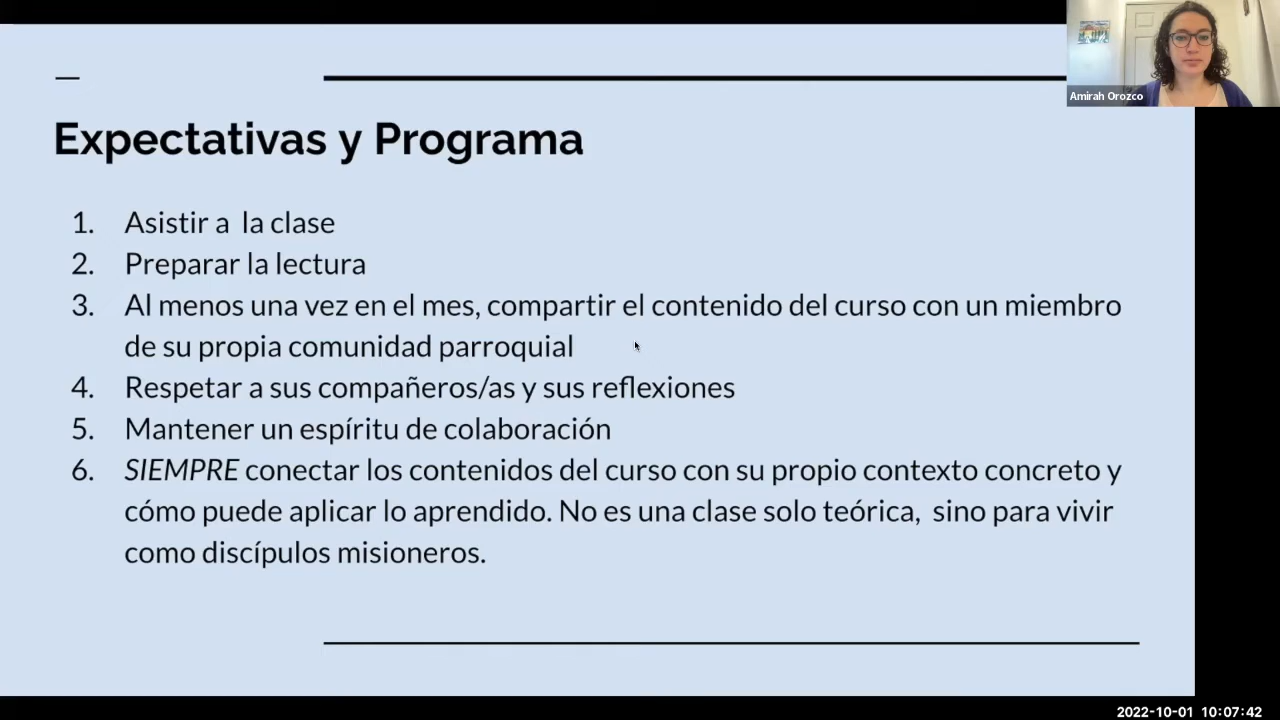 Amirah Orozco
Expectativas y Programa
1. Asistir a la clase
2. Preparar la lectura
3. Al menos una vez en el mes, compartir el contenido del curso con un miembro
de su propia comunidad parroquial
4. Respetar a sus compañeros/as y sus reflexiones
5. Mantener un espíritu de colaboración
6. SIEMPRE conectar los contenidos del curso con su propio contexto concreto y
cómo puede aplicar lo aprendido. No es una clase solo teórica, sino para vivir
como discípulos misioneros.
2022-10-01 10:07:42